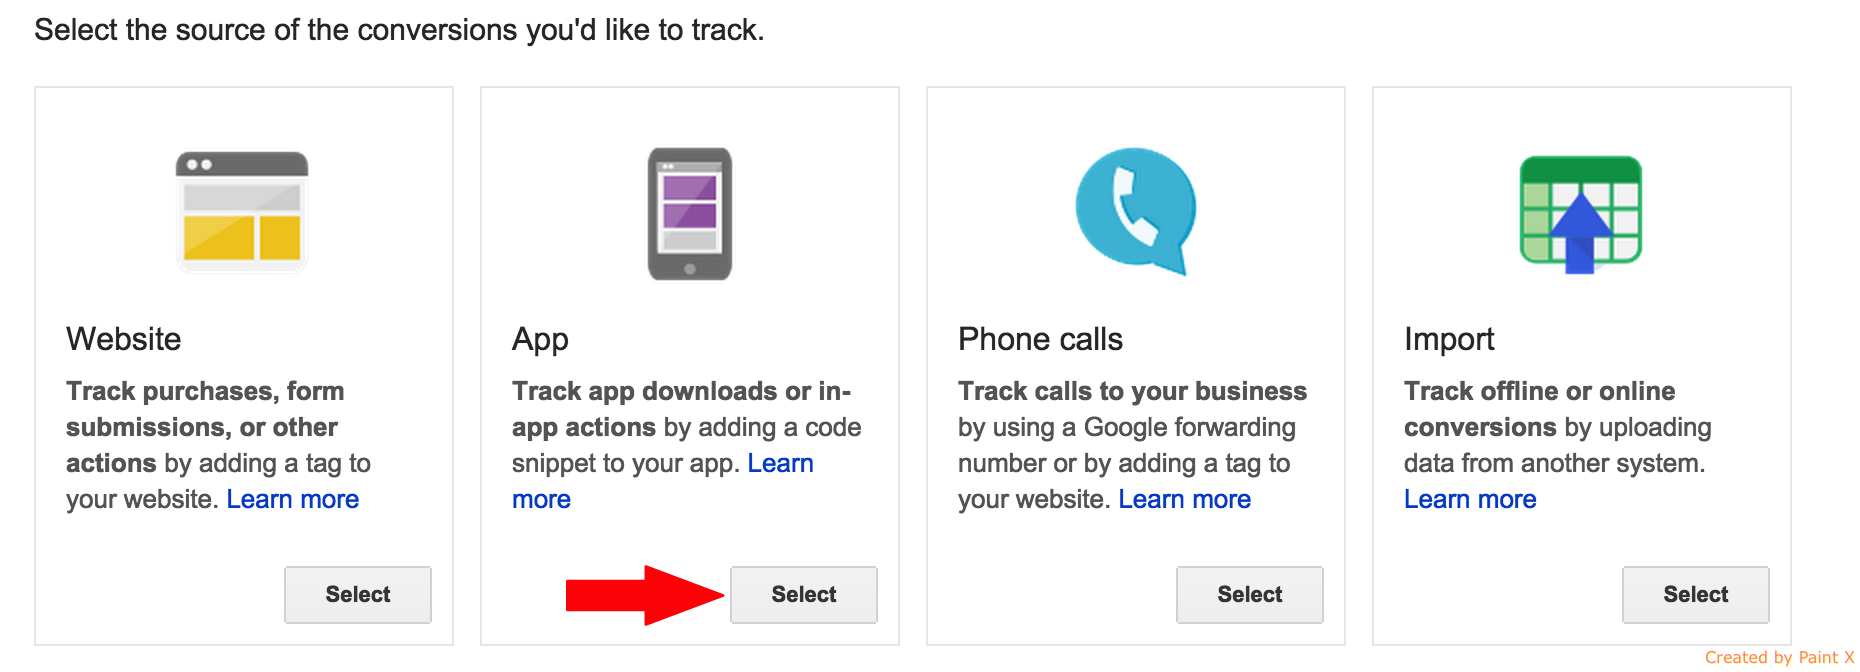 Select the source of the conversions you'd like to track.
Website
Track purchases, form
submissions, or other
actions by adding a tag to
your website. Learn more
Select
App
Track app downloads or in-
app actions by adding a code
snippet to your app. Learn
more
Select
Phone calls
Track calls to your business
by using a Google forwarding
number or by adding a tag to
your website. Learn more
Select
Import
Track offline or online
conversions by uploading
data from another system.
Learn more
Select
Created by Paint X